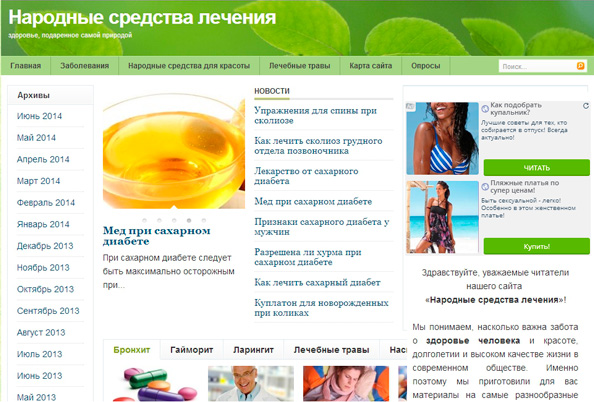 Народные средства лечения
здоровье, подаренное самой природой
Главная
Заболевания
Народные средства для красоты
Лечебные травы
Карта сайта
Опросы
Поиск...
Архивы
Июнь 2014
Май 2014
Апрель 2014
Март 2014
Февраль 2014
Январь 2014
Декабрь 2013
Ноябрь 2013
Октябрь 2013
Сентябрь 2013
Август 2013
Июль 2013
Июнь 2013
Май 2013
Мед при сахарном
диабете
При сахарном диабете следует
быть максимально осторожным
при...
НОВОСТИ
Упражнения для спины при
сколиозе
Как лечить сколиоз грудного
отдела позвоночника
Лекарство от сахарного
диабета
Мед при сахарном диабете
Признаки сахарного диабета у
мужчин
Разрешена ли хурма при
сахарном диабете
Как лечить сахарный диабет
Куплатон для новорожденных
при коликах
Бронхит
Гайморит
Ларингит
Лечебные травы
Нас
Как подобрать
купальник?
Лучшие советы для тех, кто
собирается в отпуск! Всегда
актуально!
ЧИТАТЬ
Пляжные платья по
супер цене!
Быть сексуальной - легко!
Особенно в этом женственном
платье!
Купить!
Здравствуйте, уважаемые читатели
нашего сайта
«Народные средства лечения»!
Мы понимаем, насколько важна забота
о здоровье человека и красоте,
долголетии и высоком качестве жизни в
современном обществе. Именно
поэтому мы приготовили для вас
материалы на самые разнообразные